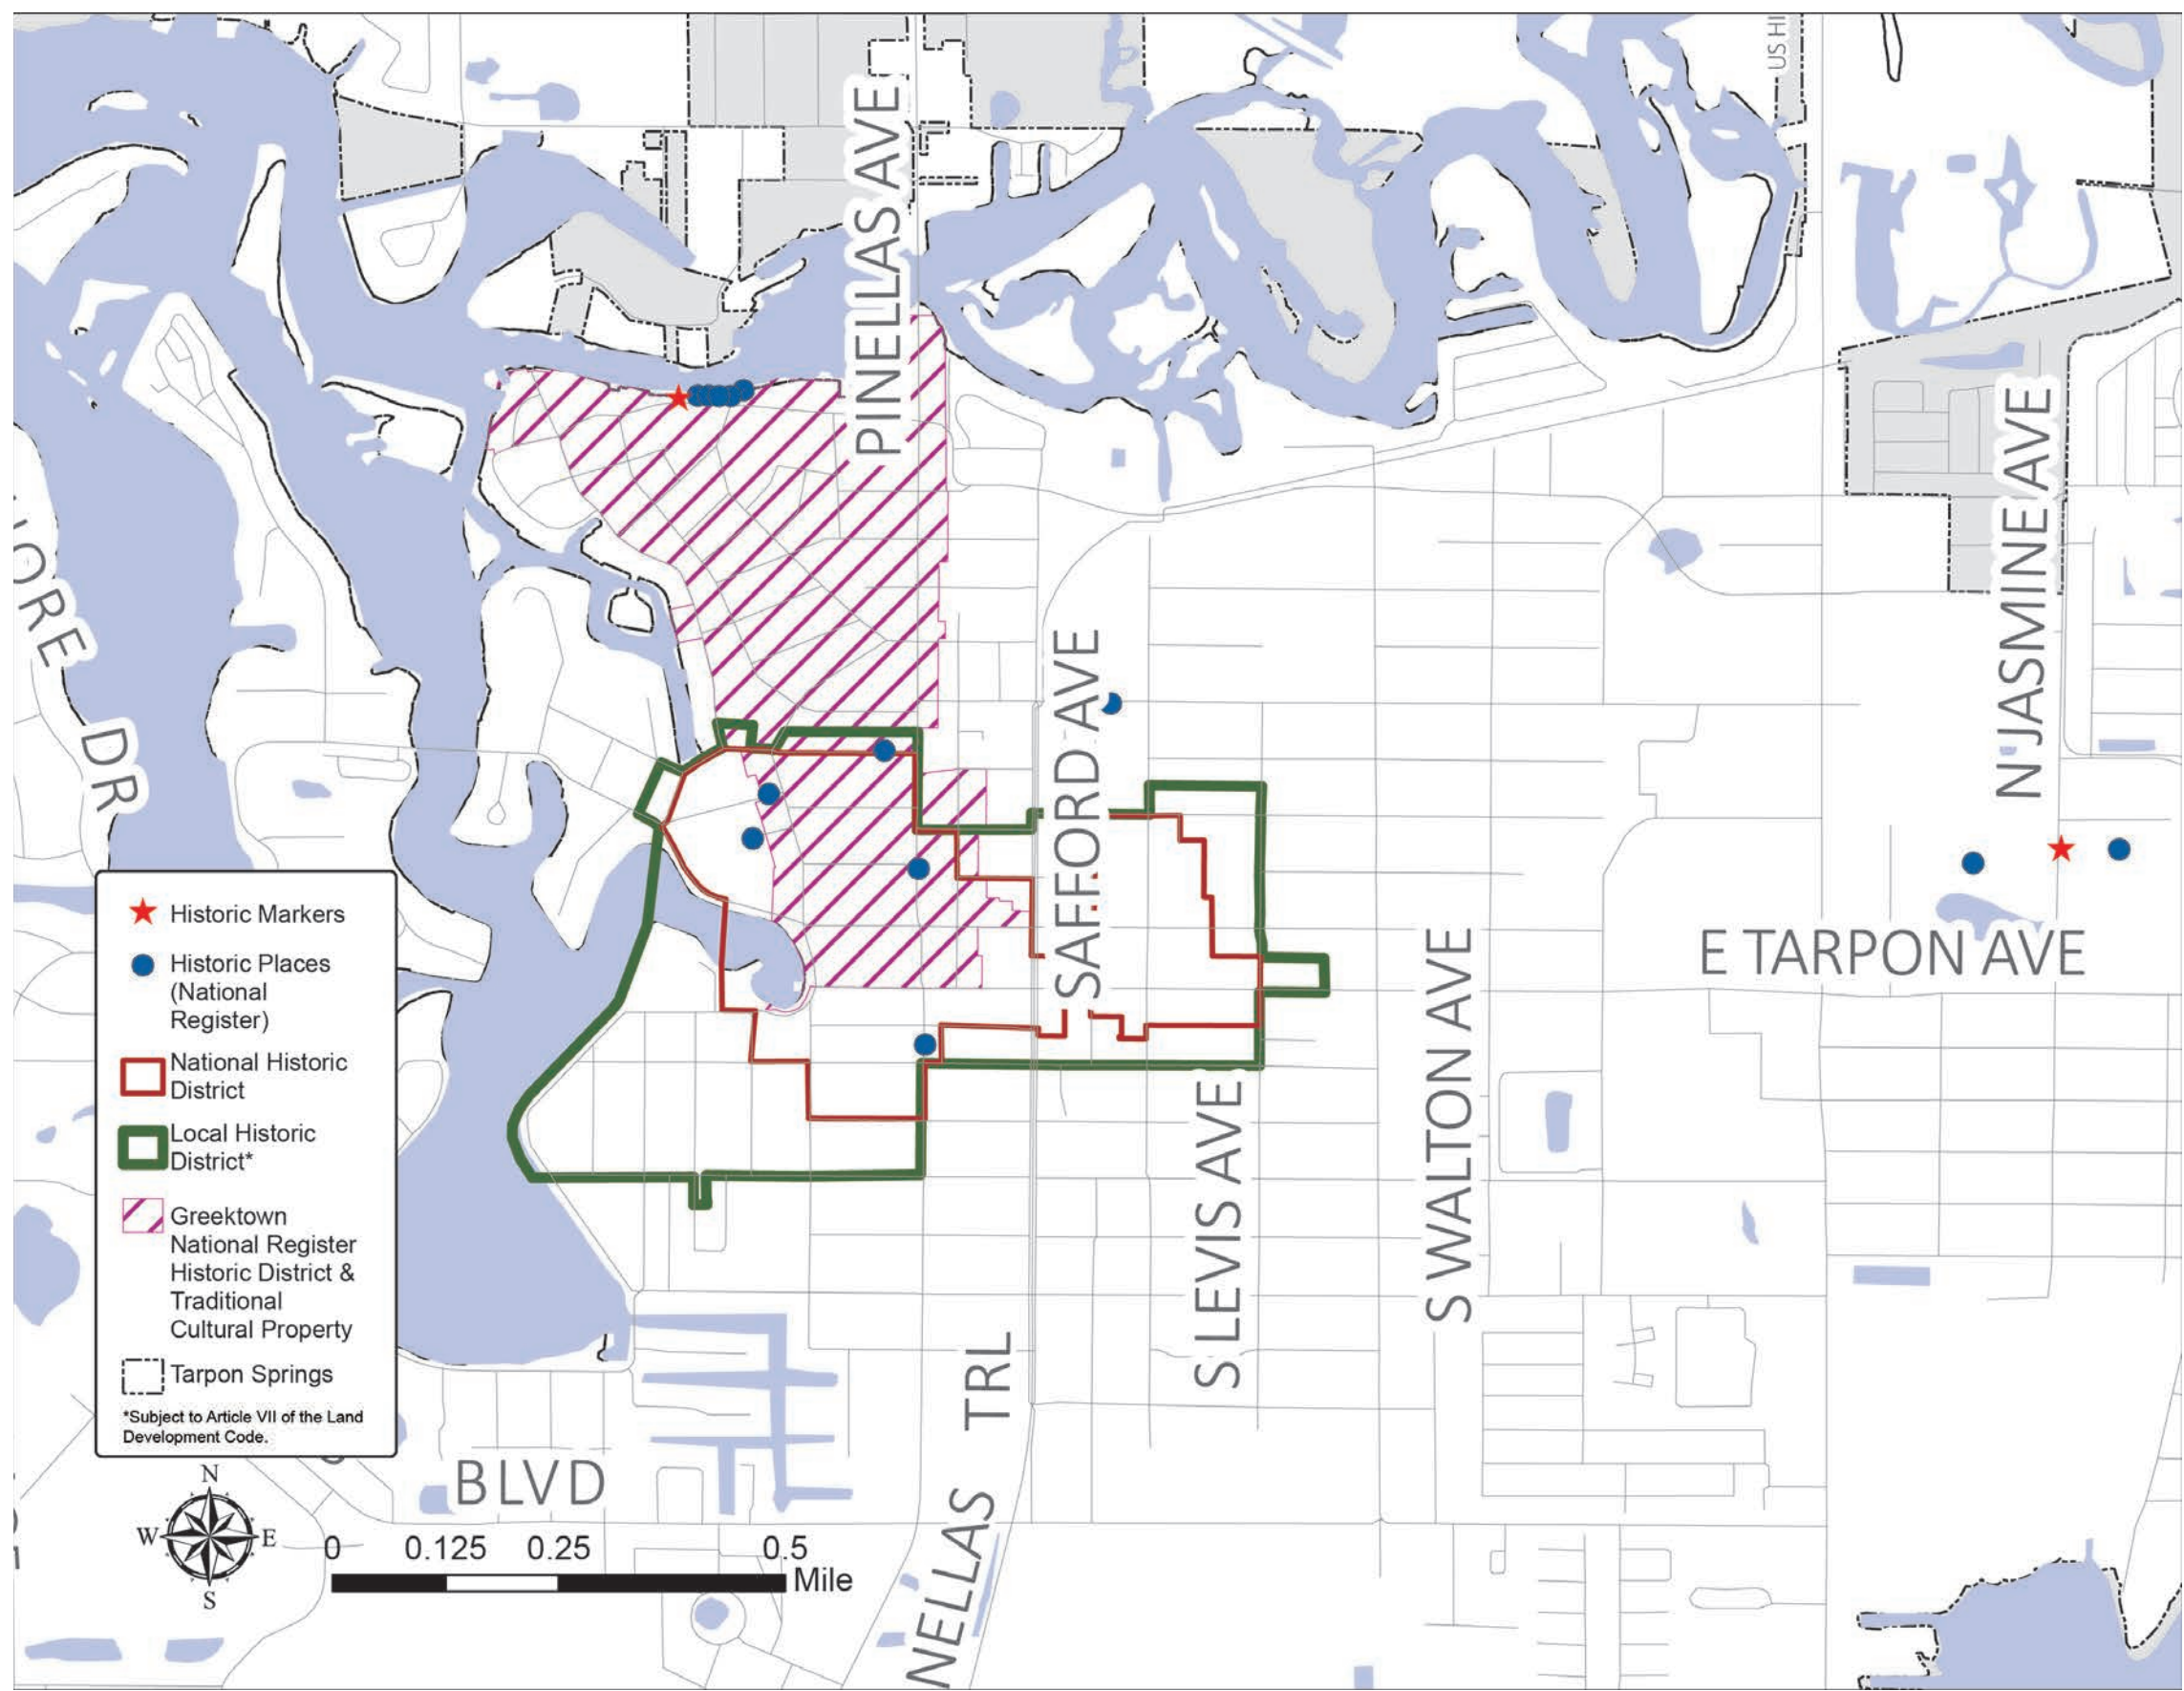 US HI
PINELLAS AVE
N JASMINE AVE
ORE DR
SAFFORD AVE
E TARPON AVE
S WALTON AVE
S LEVIS AVE
TRL
NELLAS
BLVD
Historic Markers
Historic Places
(National
Register)
National Historic
District
Local Historic
District*
Greektown
National Register
Historic District &
Traditional
Cultural Property
Tarpon Springs
*Subject to Article VII of the Land
Development Code.
N
W E
S
0 0.125 0.25 0.5
Mile